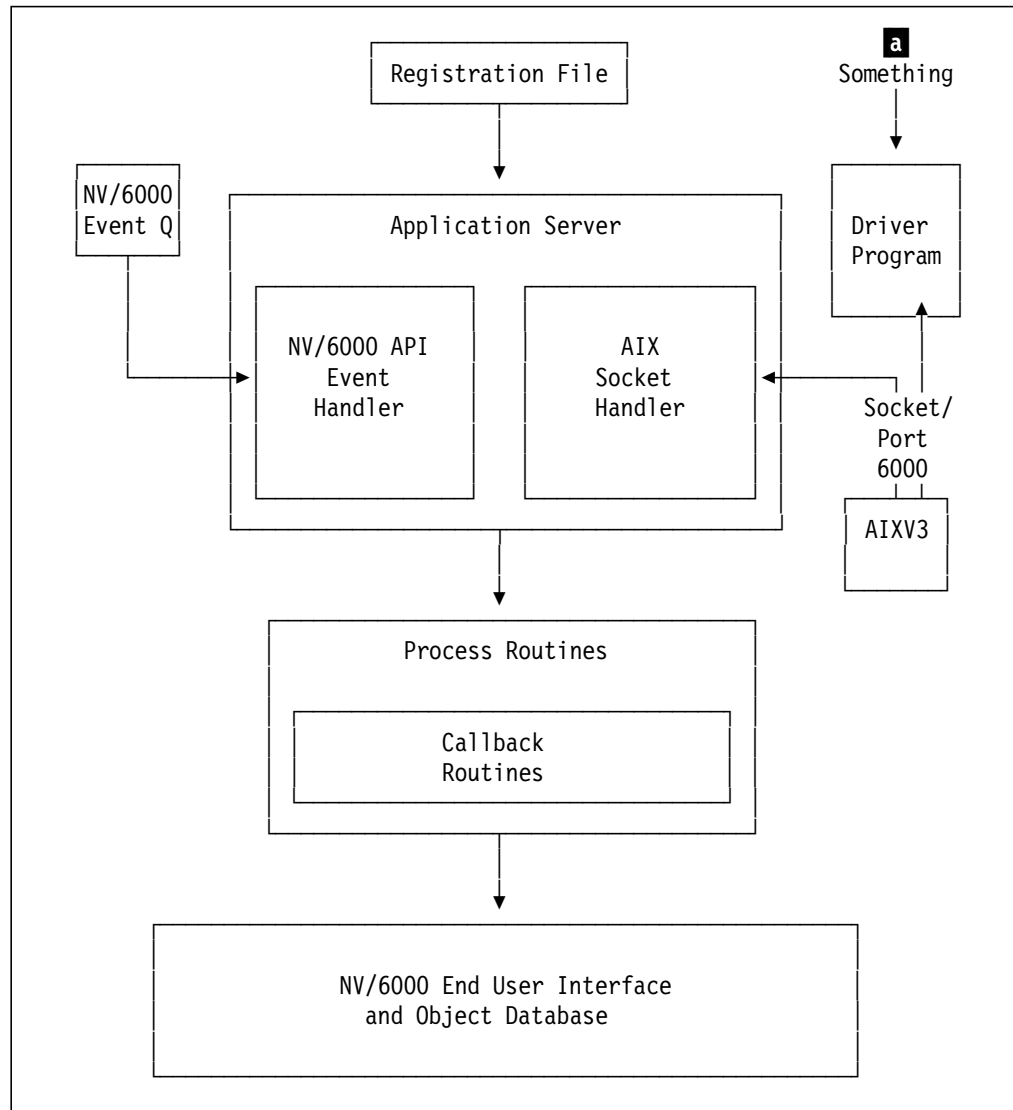 a
Registration File
Something
NV/6000
Event Q
Application Server
Driver
Program
NV/6000 API
Event
Handler
AIX
Socket
Handler
Socket/
Port
6000
AIXV3
Process Routines
Callback
Routines
NV/6000 End User Interface
and Object Database